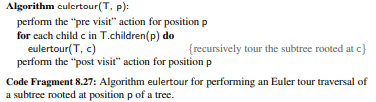 Algorithm eulertour(T, p):
perform the “pre visit” action for position p
for each child c in T.children(p) do
eulertour(T, c) {recursively tour the subtree rooted at c}
perform the “post visit” action for position p
Code Fragment 8.27: Algorithm eulertour for performing an Euler tour traversal of
a subtree rooted at position p of a tree.